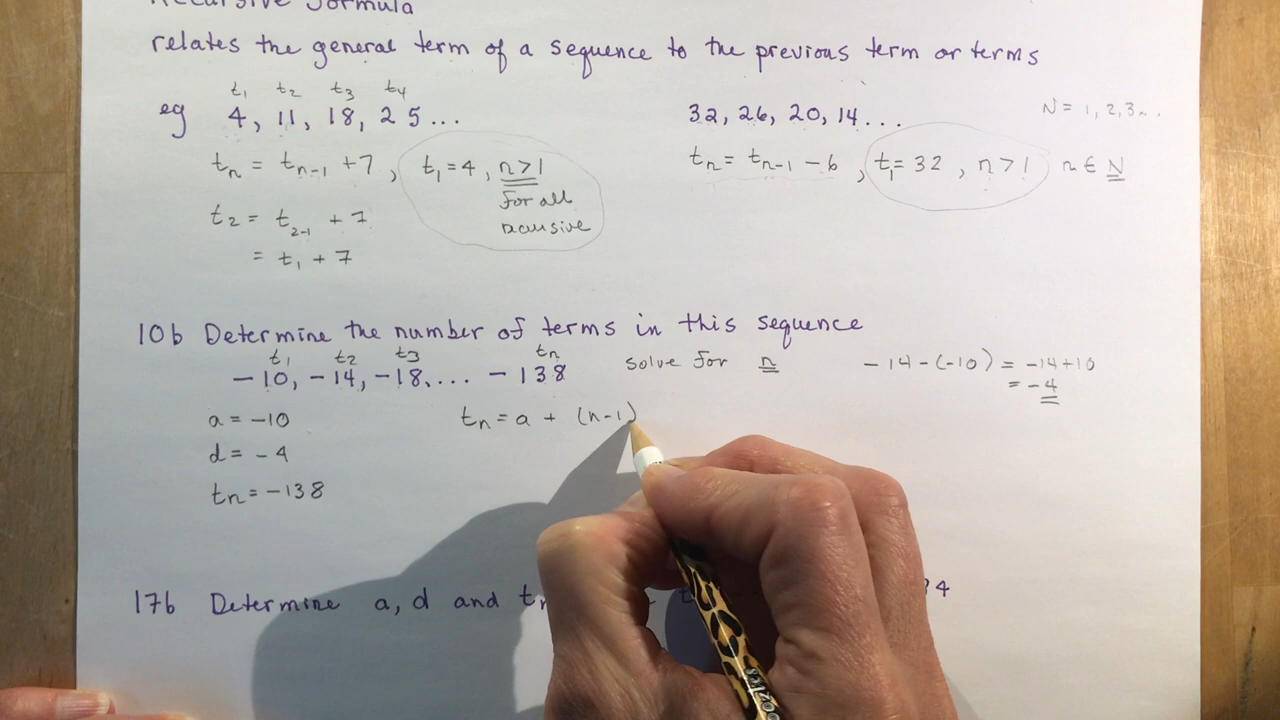 Recursive formula
relates the general term of a sequence to the previous term or terms
t₁ t₂ t₃ t₄
eg 4, 11, 18, 25...
tₙ = tₙ₋₁ +7, t₁=4, n>1
for all
recursive
t₂ = t₂₋₁ + 7
= t₁ + 7
32, 26, 20, 14...
N = 1, 2, 3...
tₙ = tₙ₋₁ - 6, t₁= 32, n>1 n ∈ N
10b Determine the number of terms in this sequence
t₁ t₂ t₃ tₙ
-10, -14, -18, ... -138 solve for n
-14-(-10) = -14+10
= -4
a = -10
d = -4
tₙ = -138
tₙ = a + (n-1)
17b Determine a, d and
4